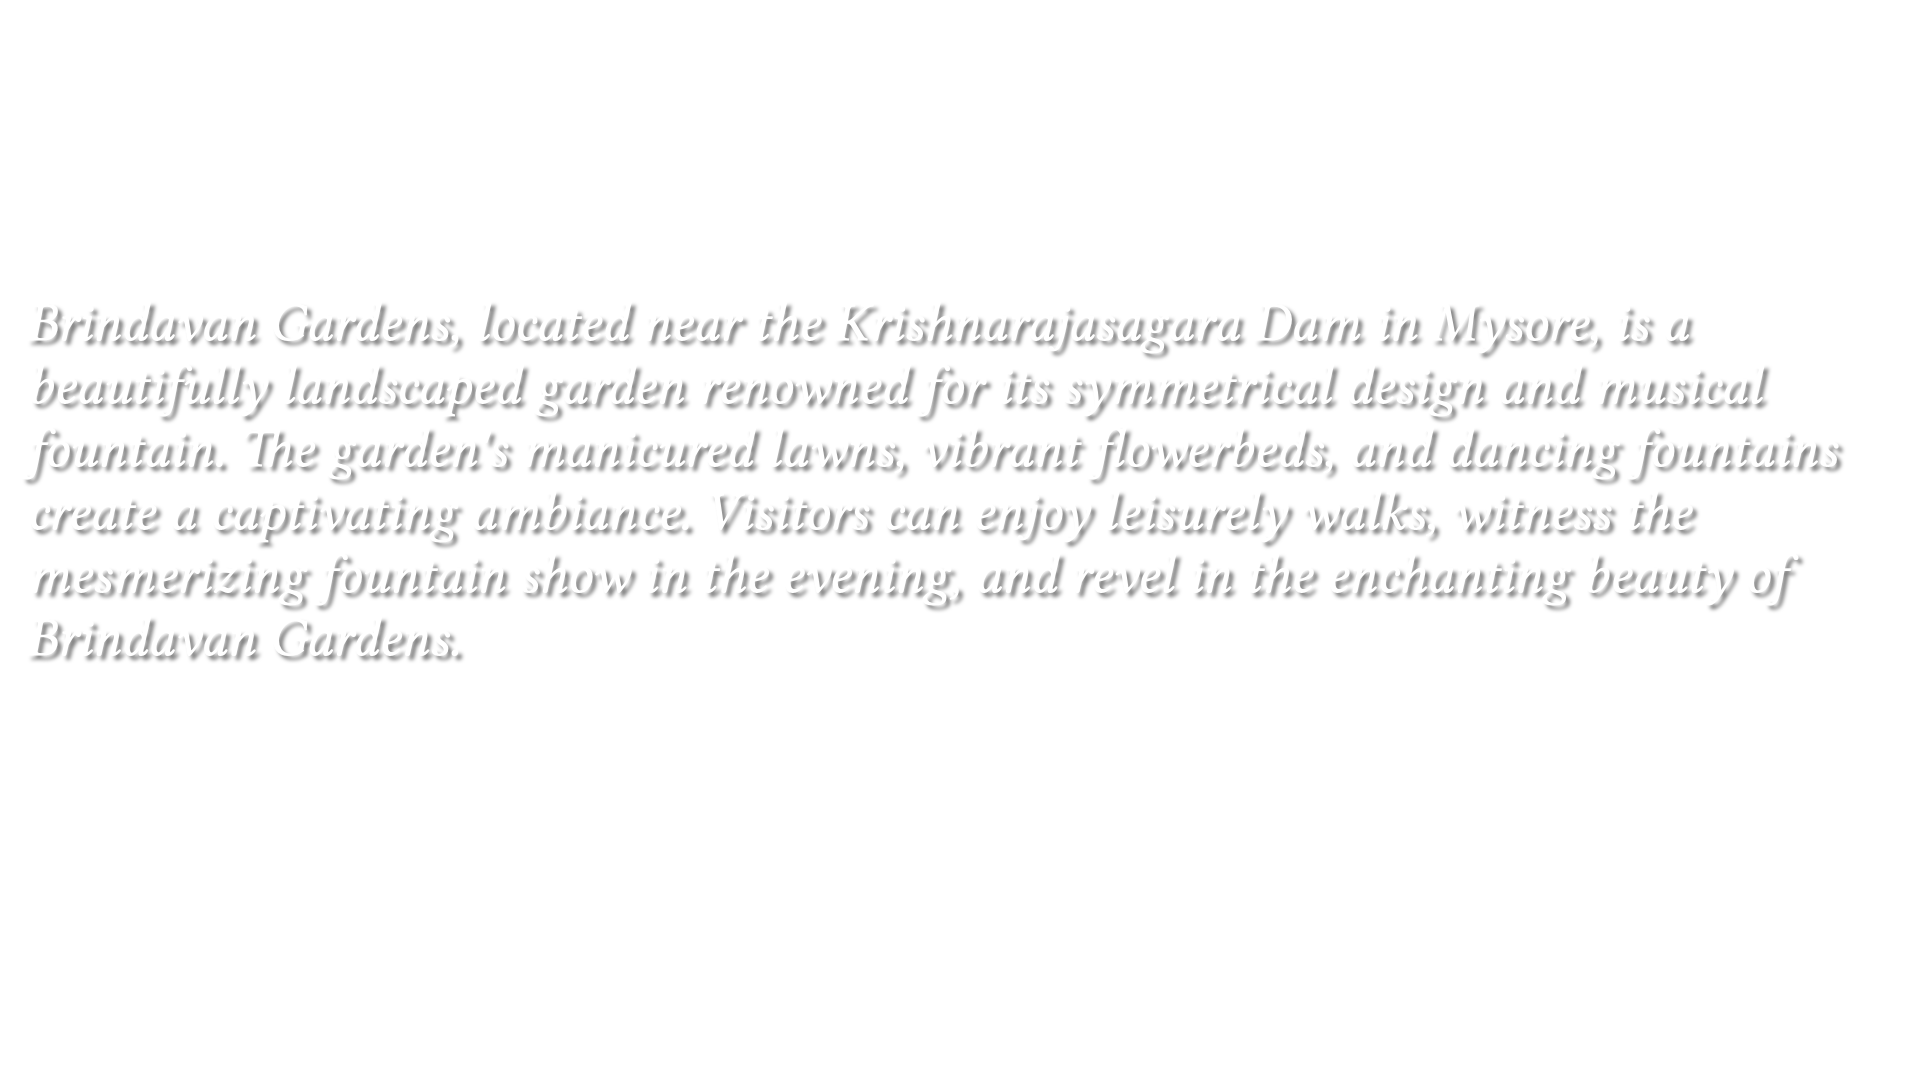 Brindavan Gardens, located near the Krishnarajasagara Dam in Mysore, is a
beautifully landscaped garden renowned for its symmetrical design and musical
fountain. The garden's manicured lawns, vibrant flowerbeds, and dancing fountains
create a captivating ambiance. Visitors can enjoy leisurely walks, witness the
mesmerizing fountain show in the evening, and revel in the enchanting beauty of
Brindavan Gardens.